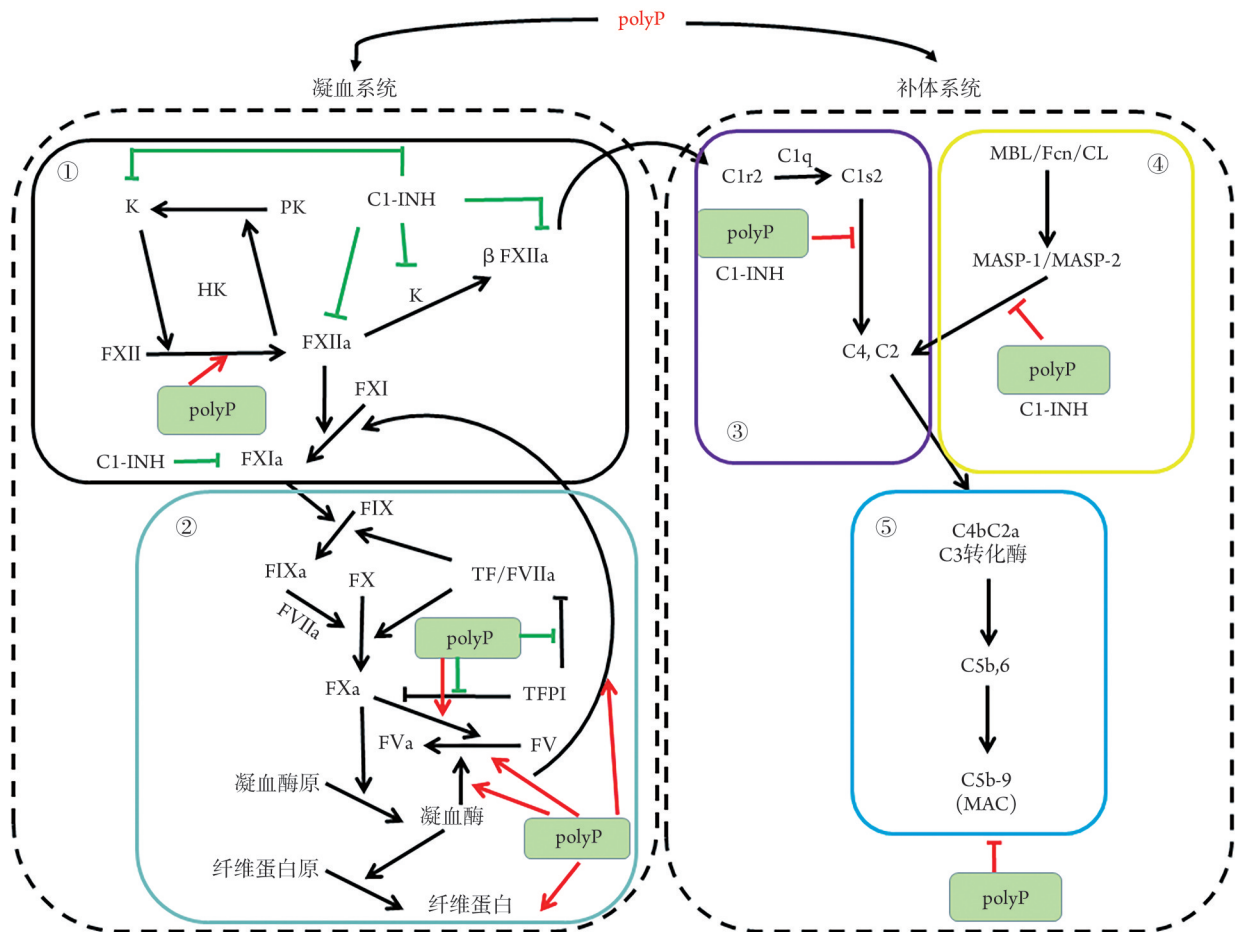 polyP
凝血系统
补体系统
①
K
PK
C1-INH
β FXIIa
HK
K
FXII
FXIIa
polyP
FXI
C1-INH
FXIa
②
FIX
FIXa
FX
TF/FVIIa
FVIIa
polyP
FXa
TFPI
FVa
FV
凝血酶原
凝血酶
polyP
纤维蛋白原
纤维蛋白
C1r2
C1q
C1s2
polyP
C1-INH
C4, C2
③
MBL/Fcn/CL
④
MASP-1/MASP-2
polyP
C1-INH
⑤
C4bC2a
C3转化酶
C5b,6
C5b-9
(MAC)
polyP